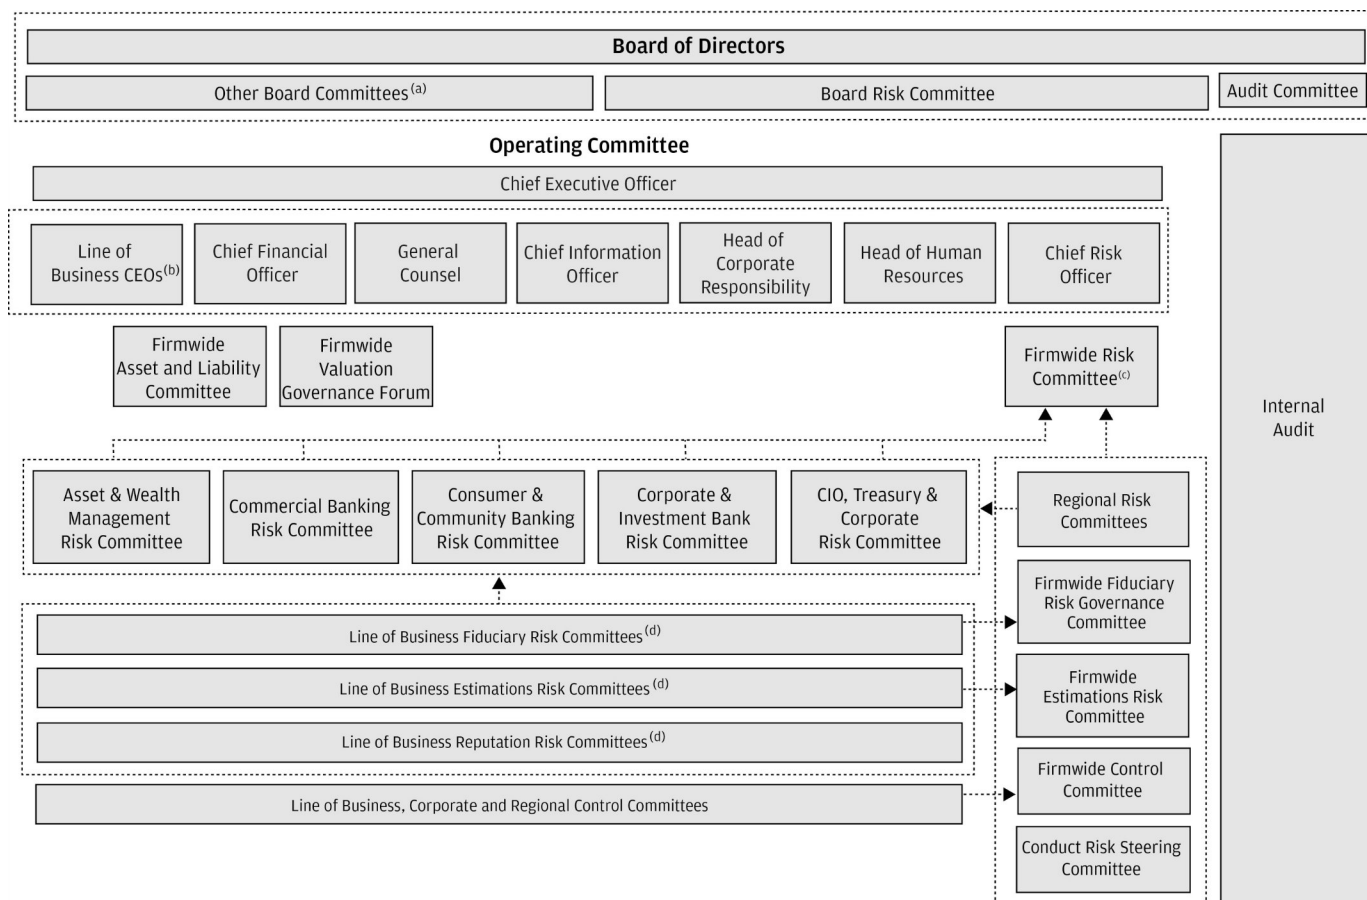 Board of Directors
Other Board Committees(a)
Board Risk Committee
Audit Committee
Operating Committee
Chief Executive Officer
Line of
Business CEOs(b)
Chief Financial
Officer
General
Counsel
Chief Information
Officer
Head of
Corporate
Responsibility
Head of Human
Resources
Chief Risk
Officer
Firmwide
Asset and Liability
Committee
Firmwide
Valuation
Governance Forum
Firmwide Risk
Committee(c)
Internal
Audit
Asset & Wealth
Management
Risk Committee
Commercial Banking
Risk Committee
Consumer &
Community Banking
Risk Committee
Corporate &
Investment Bank
Risk Committee
CIO, Treasury &
Corporate
Risk Committee
Regional Risk
Committees
Line of Business Fiduciary Risk Committees(d)
Firmwide Fiduciary
Risk Governance
Committee
Line of Business Estimations Risk Committees(d)
Firmwide
Estimations Risk
Committee
Line of Business Reputation Risk Committees(d)
Firmwide Control
Committee
Line of Business, Corporate and Regional Control Committees
Conduct Risk Steering
Committee